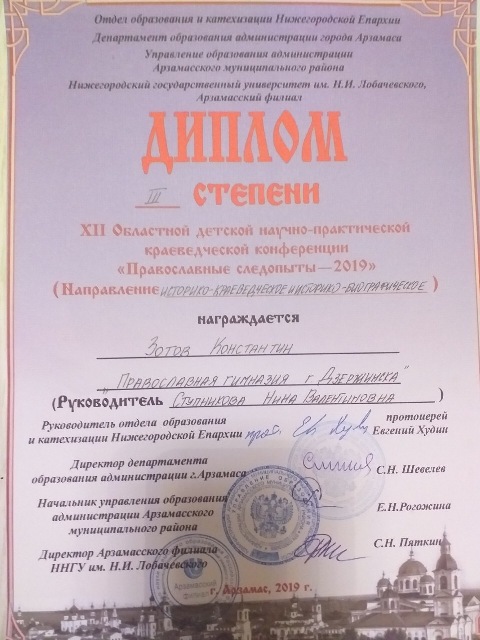 Отдел образования и катехизации Нижегородской Епархии
Департамент образования администрации города Арзамаса
Управление образования администрации
Арзамасского муниципального района
Нижегородский государственный университет им. Н.И. Лобачевского,
Арзамасский филиал
ДИПЛОМ
III СТЕПЕНИ
XII Областной детской научно-практической
краеведческой конференции
«Православные следопыты—2019»
(Направление ИСТОРИКО-КРАЕВЕДЧЕСКОЕ И ИСТОРИКО-БИОГРАФИЧЕСКОЕ)
награждается
Зотов Константин
"Православная гимназия г Дзержинска"
(Руководитель Ступникова Нина Валентиновна)
Руководитель отдела образования
и катехизации Нижегородской Епархии
протоиерей
Евгений Худин
Директор департамента
образования администрации г.Арзамаса
С.Н. Шевелев
Начальник управления образования
администрации Арзамасского
муниципального района
Е.Н.Рогожина
Директор Арзамасского филиала
ННГУ им. Н.И. Лобачевского
С.Н. Пяткин
Арзамасский
филиал
г. Арзамас, 2019 г.